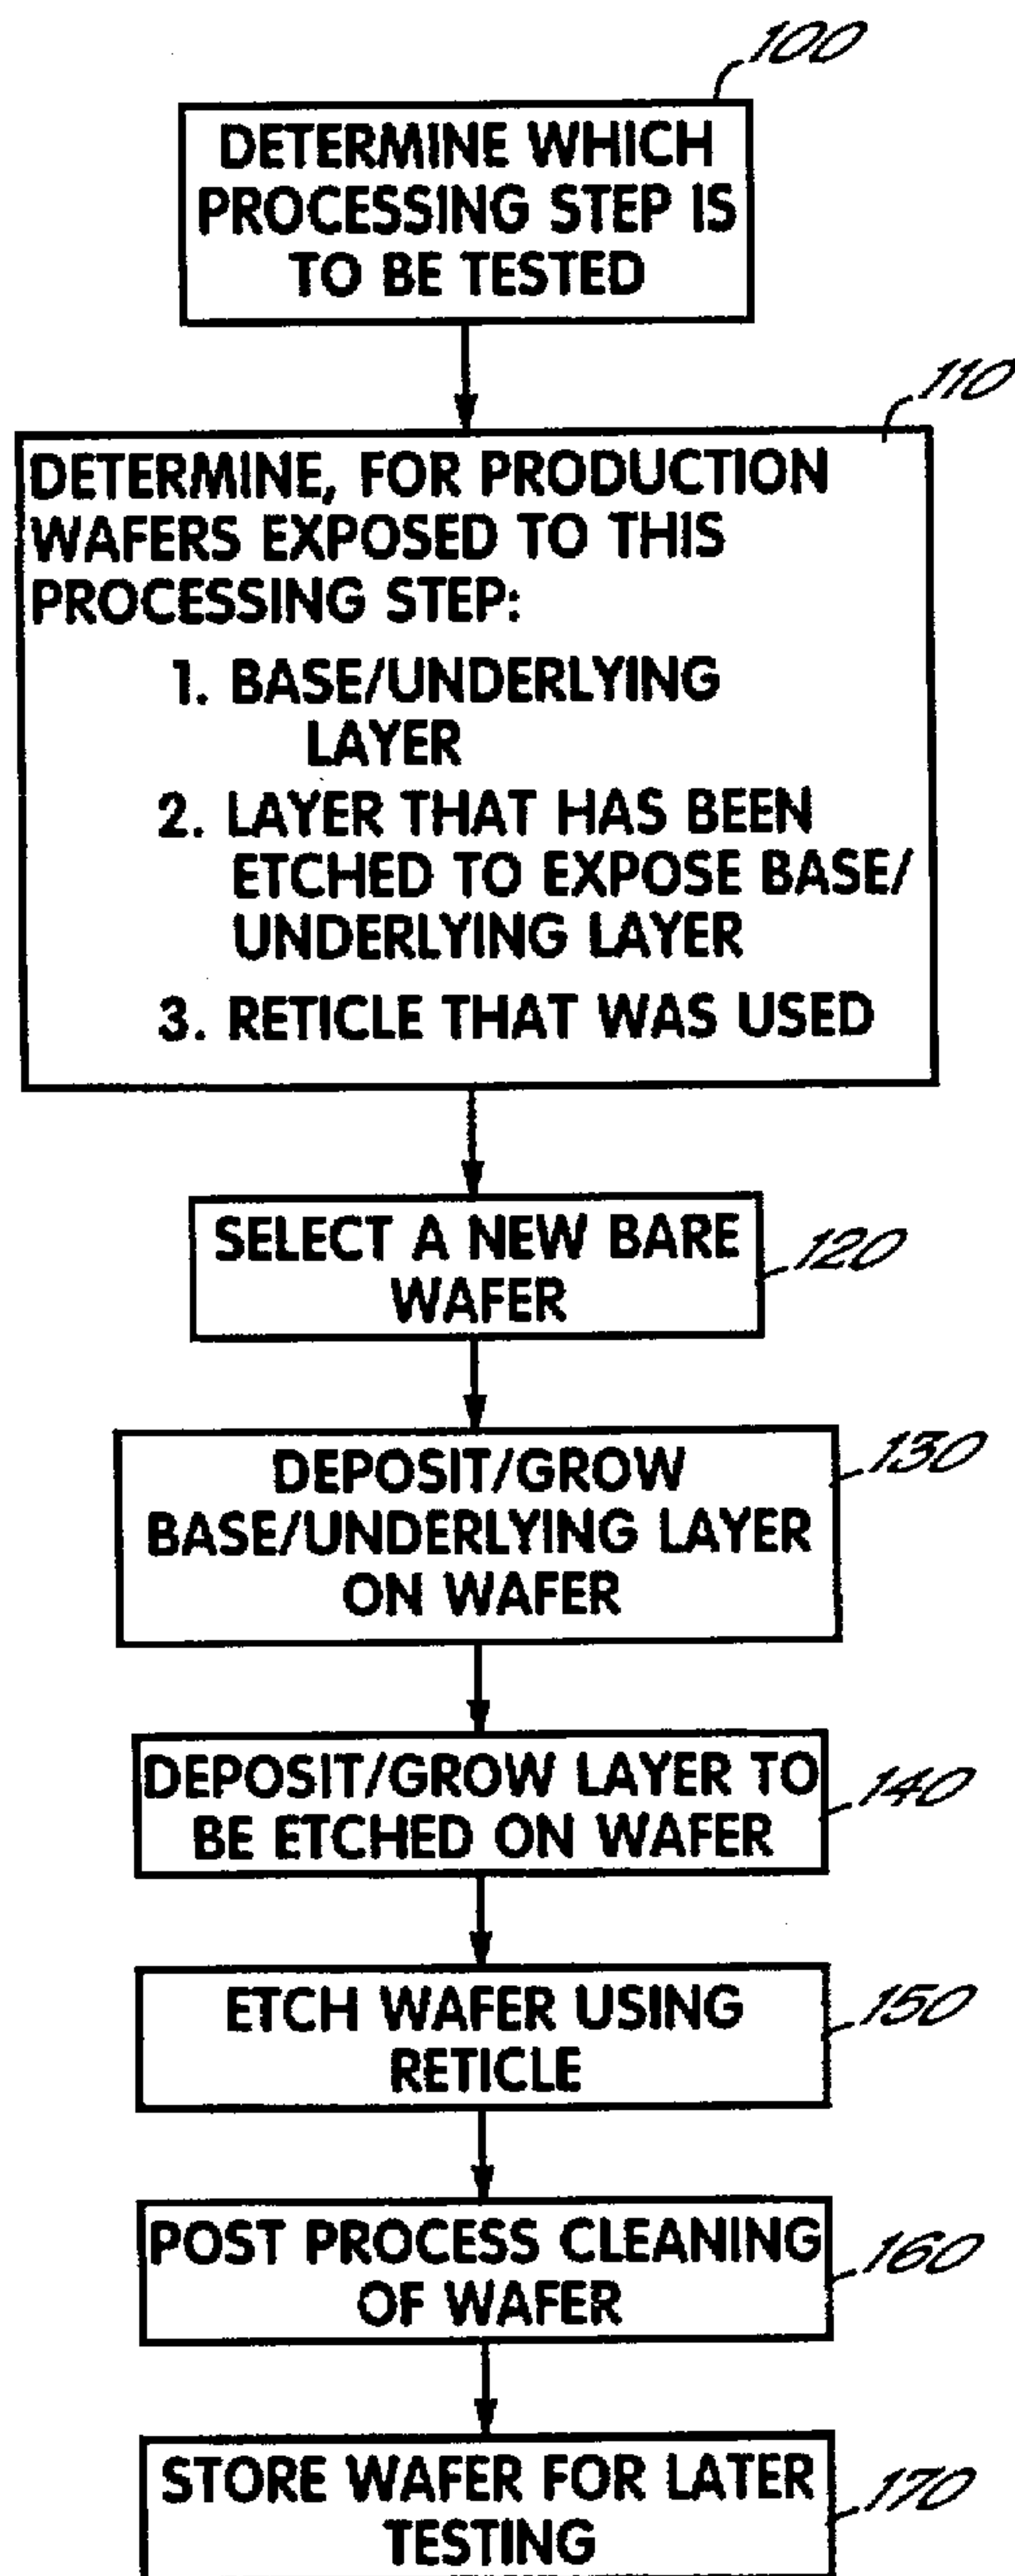 100
DETERMINE WHICH
PROCESSING STEP IS
TO BE TESTED
110
DETERMINE, FOR PRODUCTION
WAFERS EXPOSED TO THIS
PROCESSING STEP:
1. BASE/UNDERLYING
LAYER
2. LAYER THAT HAS BEEN
ETCHED TO EXPOSE BASE/
UNDERLYING LAYER
3. RETICLE THAT WAS USED
SELECT A NEW BARE
WAFER
120
DEPOSIT/GROW
BASE/UNDERLYING LAYER
ON WAFER
130
DEPOSIT/GROW LAYER TO
BE ETCHED ON WAFER
140
ETCH WAFER USING
RETICLE
150
POST PROCESS CLEANING
OF WAFER
160
STORE WAFER FOR LATER
TESTING
170